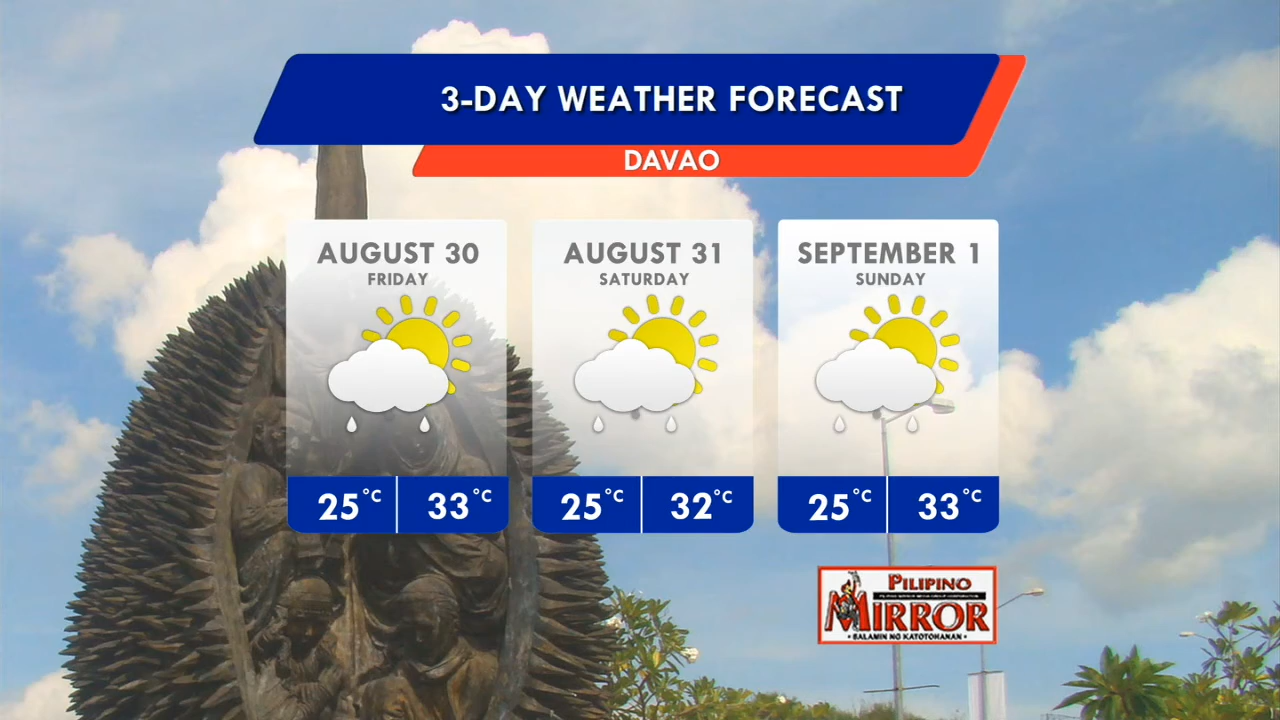 3-DAY WEATHER FORECAST
DAVAO
AUGUST 30
FRIDAY
25°C
33°C
AUGUST 31
SATURDAY
25°C
32°C
SEPTEMBER 1
SUNDAY
25°C
33°C
PILIPINO
MIRROR
• SALAMIN NG KATOTOHANAN •